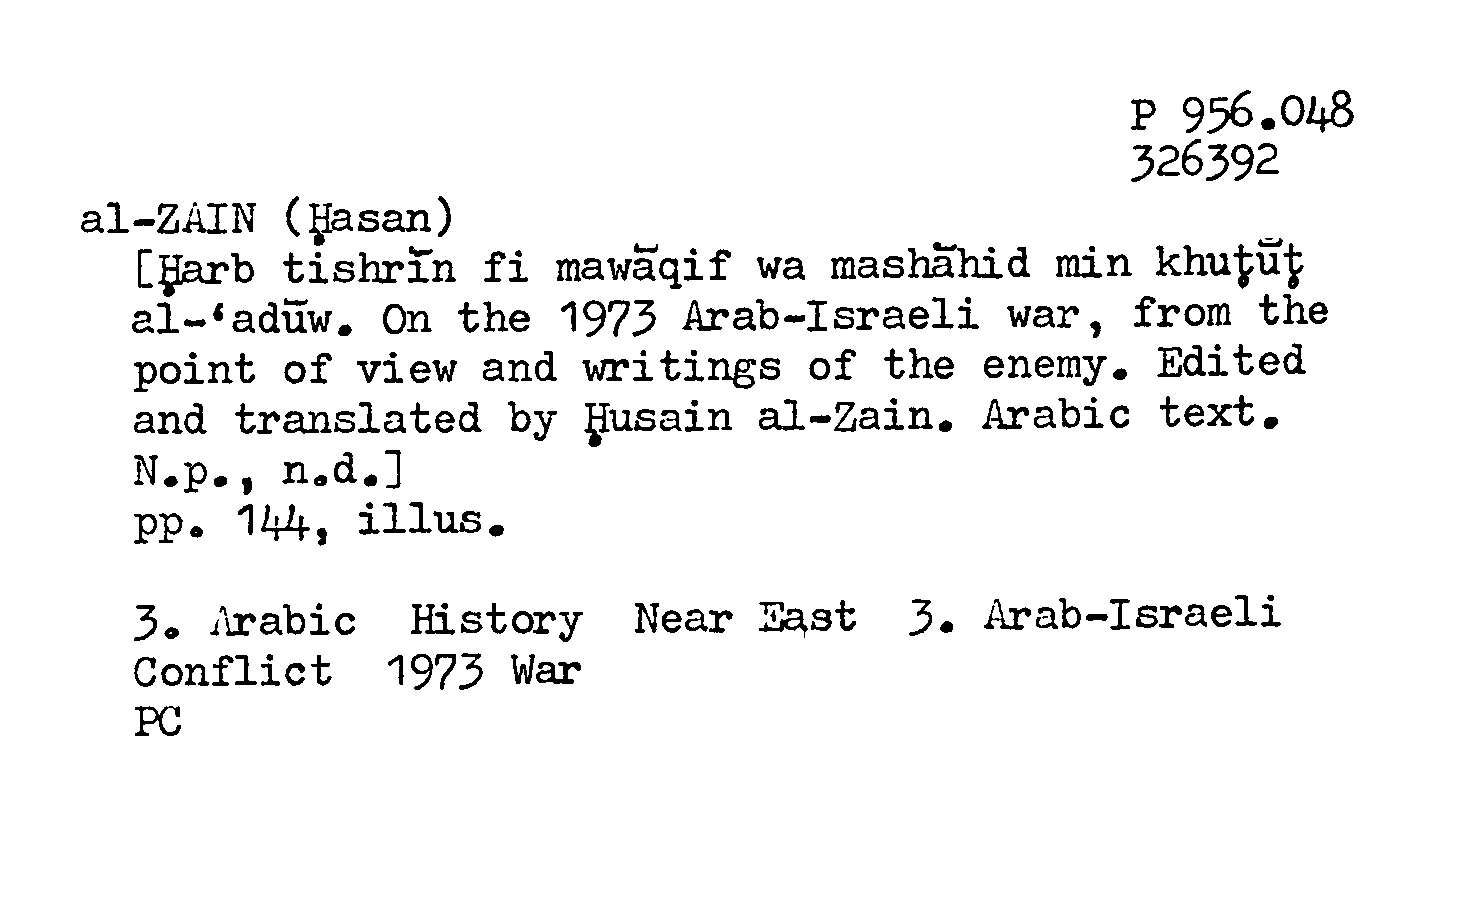 P 956.048
326392
al-ZAIN (Ḥasan)
[Ḥarb tishrīn fi mawāqif wa mashāhid min khuṭūṭ
al-‘adūw. On the 1973 Arab-Israeli war, from the
point of view and writings of the enemy. Edited
and translated by Ḥusain al-Zain. Arabic text.
N.p., n.d.]
pp. 144, illus.
3. Arabic History Near East 3. Arab-Israeli
Conflict 1973 War
PC